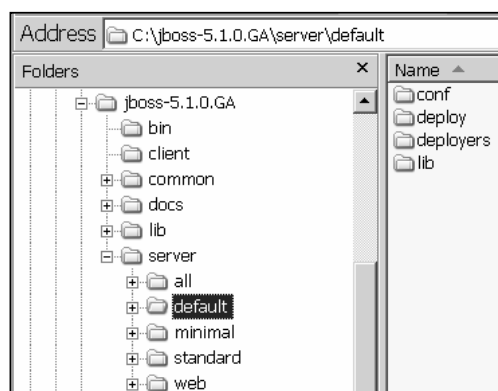 Address C:\jboss-5.1.0.GA\server\default
Folders
jboss-5.1.0.GA
bin
client
common
docs
lib
server
all
default
minimal
standard
web
Name
conf
deploy
deployers
lib